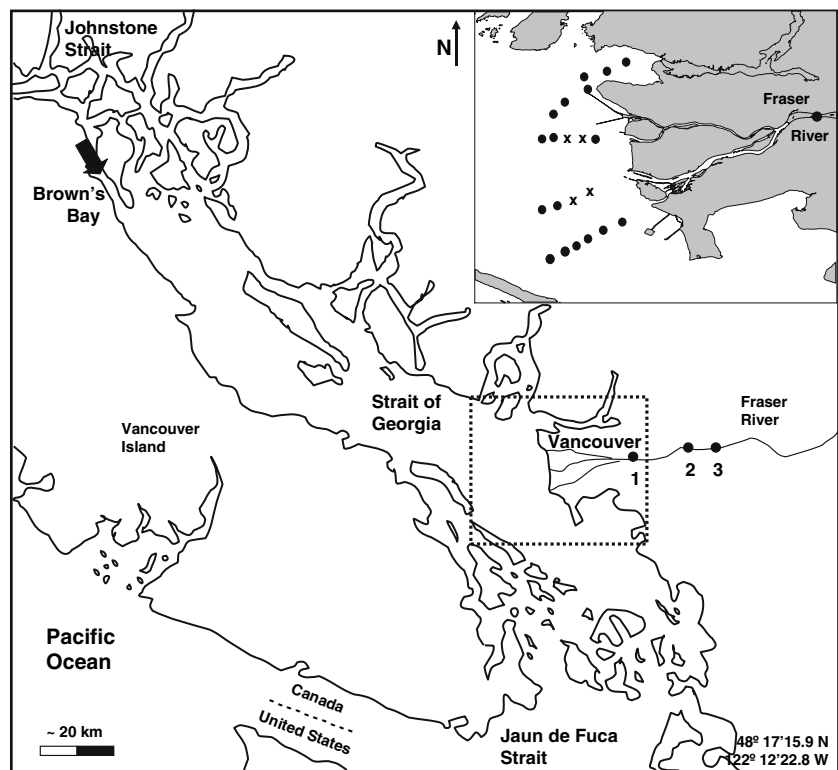 Johnstone
Strait
N
Fraser
River
x x
x
x
Brown's
Bay
Strait of
Georgia
Fraser
River
Vancouver
Island
Vancouver
1
2 3
Pacific
Ocean
Canada
United States
~ 20 km
Jaun de Fuca
Strait
48º 17'15.9 N
122º 12'22.8 W